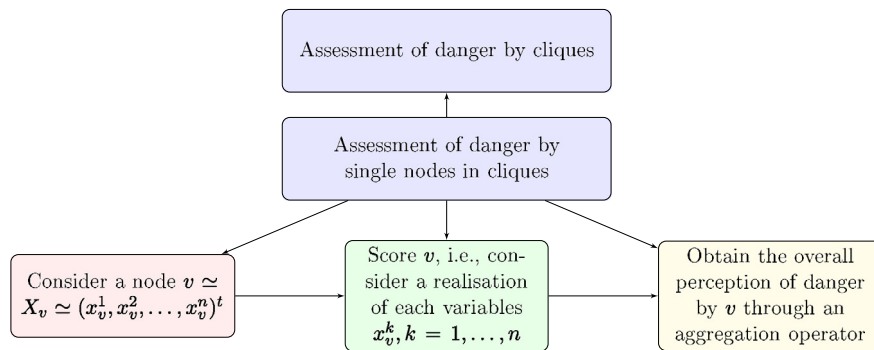 Assessment of danger by cliques
Assessment of danger by
single nodes in cliques
Consider a node v ≃
X_v ≃ (x_v^1, x_v^2, . . . , x_v^n)^t
Score v, i.e., con-
sider a realisation
of each variables
x_v^k, k = 1, . . . , n
Obtain the overall
perception of danger
by v through an
aggregation operator